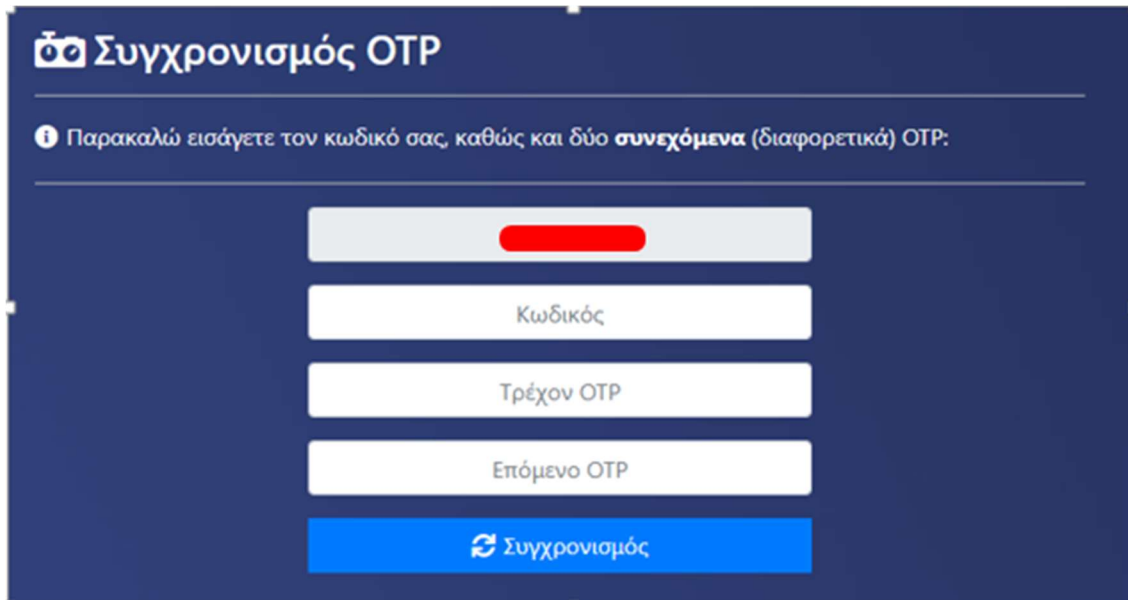 Συγχρονισμός OTP
Παρακαλώ εισάγετε τον κωδικό σας, καθώς και δύο συνεχόμενα (διαφορετικά) OTP:
Κωδικός
Τρέχον OTP
Επόμενο OTP
Συγχρονισμός